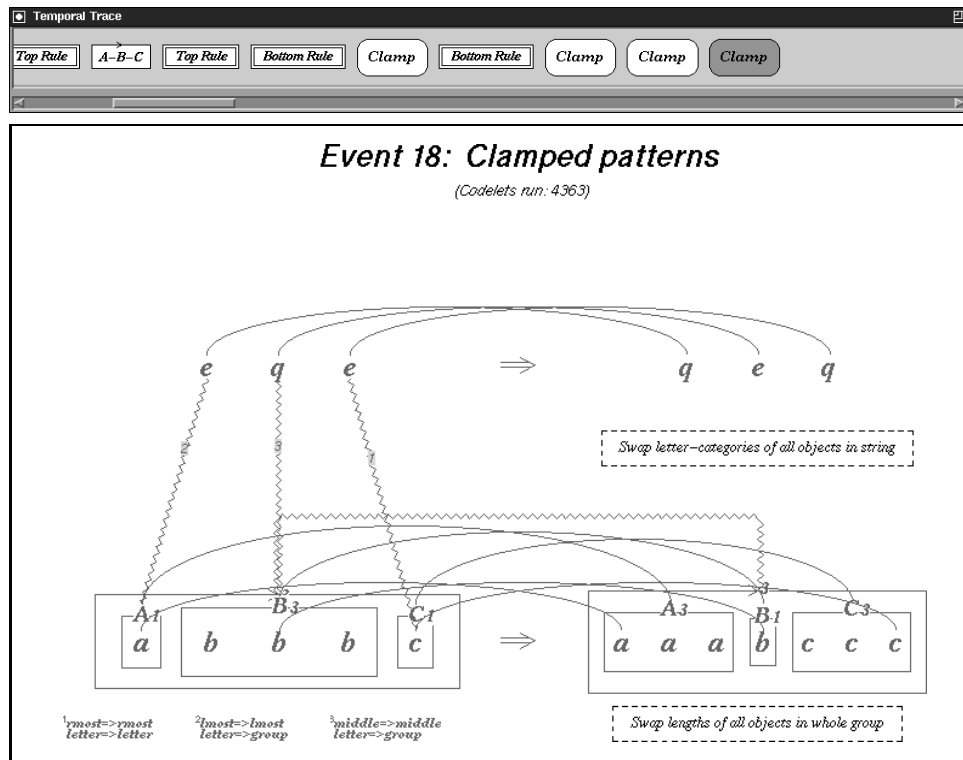 Temporal Trace
Top Rule A–B–C Top Rule Bottom Rule Clamp Bottom Rule Clamp Clamp Clamp
Event 18: Clamped patterns
(Codelets run: 4363)
e q e ⇒ q e q
2 3 1
Swap letter–categories of all objects in string
A1 B3 C1 A3 B1 C3
a b b b c ⇒ a a a b c c c
1rmost=>rmost 2lmost=>lmost 3middle=>middle
letter=>letter letter=>group letter=>group
Swap lengths of all objects in whole group